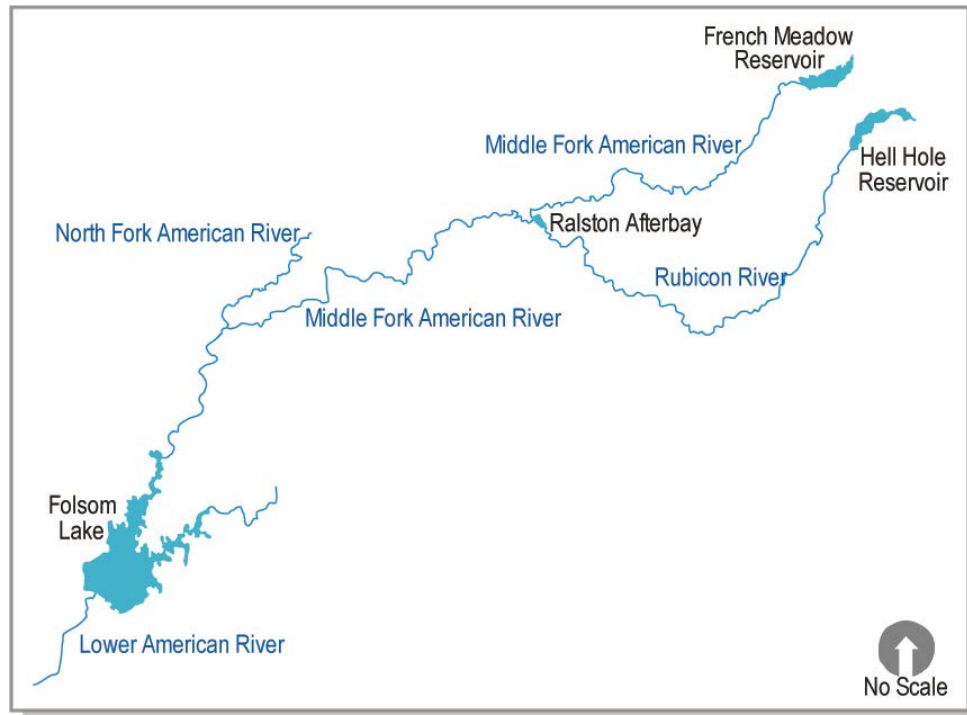 French Meadow
Reservoir
Middle Fork American River
Hell Hole
Reservoir
North Fork American River
Ralston Afterbay
Rubicon River
Middle Fork American River
Folsom
Lake
Lower American River
No Scale